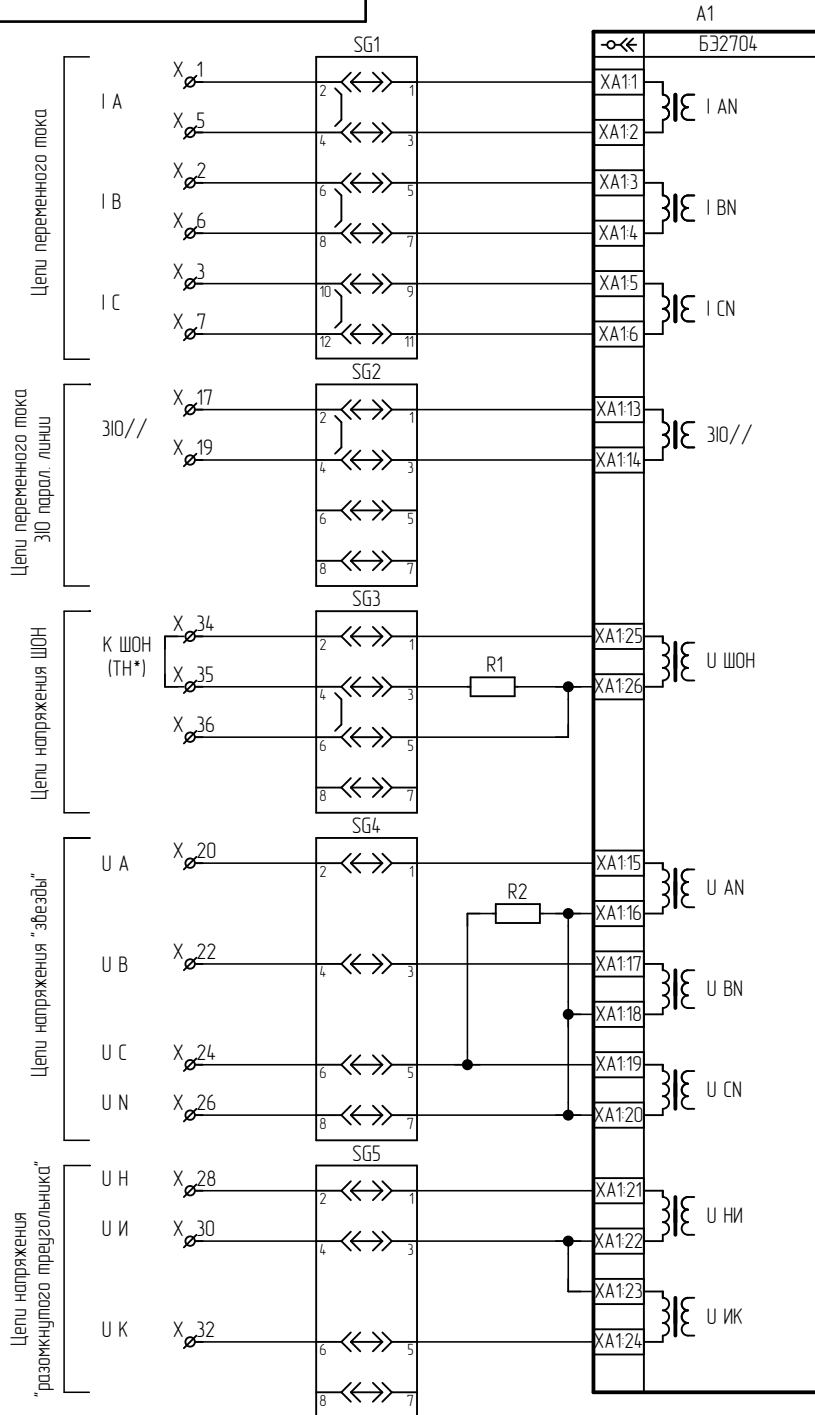 A1
БЭ2704
SG1
Цепи переменного тока
I A
X 1
2 1
XA1:1
I AN
X 5
4 3
XA1:2
I B
X 2
6 5
XA1:3
I BN
X 6
8 7
XA1:4
I C
X 3
10 9
XA1:5
I CN
X 7
12 11
XA1:6
SG2
Цепи переменного тока
3I0 парал. линии
3I0//
X 17
2 1
XA1:13
3I0//
X 19
4 3
XA1:14
6 5
8 7
SG3
Цепи напряжения ШОН
К ШОН
(ТН*)
X 34
2 1
XA1:25
U ШОН
X 35
4 3
R1
XA1:26
X 36
6 5
8 7
SG4
Цепи напряжения "звезды"
U A
X 20
2 1
XA1:15
U AN
R2
XA1:16
U B
X 22
4 3
XA1:17
U BN
XA1:18
U C
X 24
6 5
XA1:19
U CN
U N
X 26
8 7
XA1:20
SG5
Цепи напряжения
"разомкнутого треугольника"
U Н
X 28
2 1
XA1:21
U НИ
U И
X 30
4 3
XA1:22
XA1:23
U ИК
U К
X 32
6 5
XA1:24
8 7